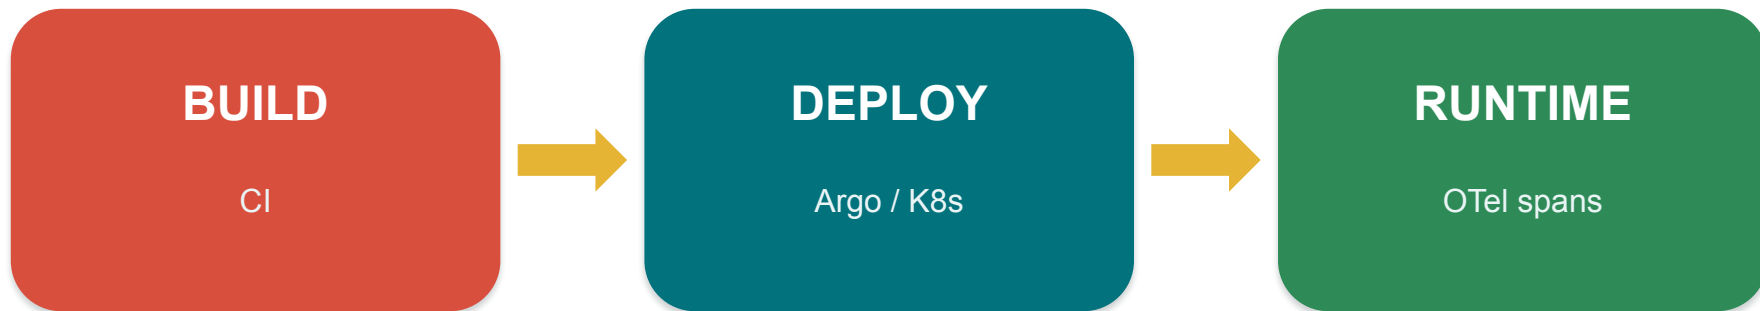 BUILD
CI
DEPLOY
Argo / K8s
RUNTIME
OTel spans